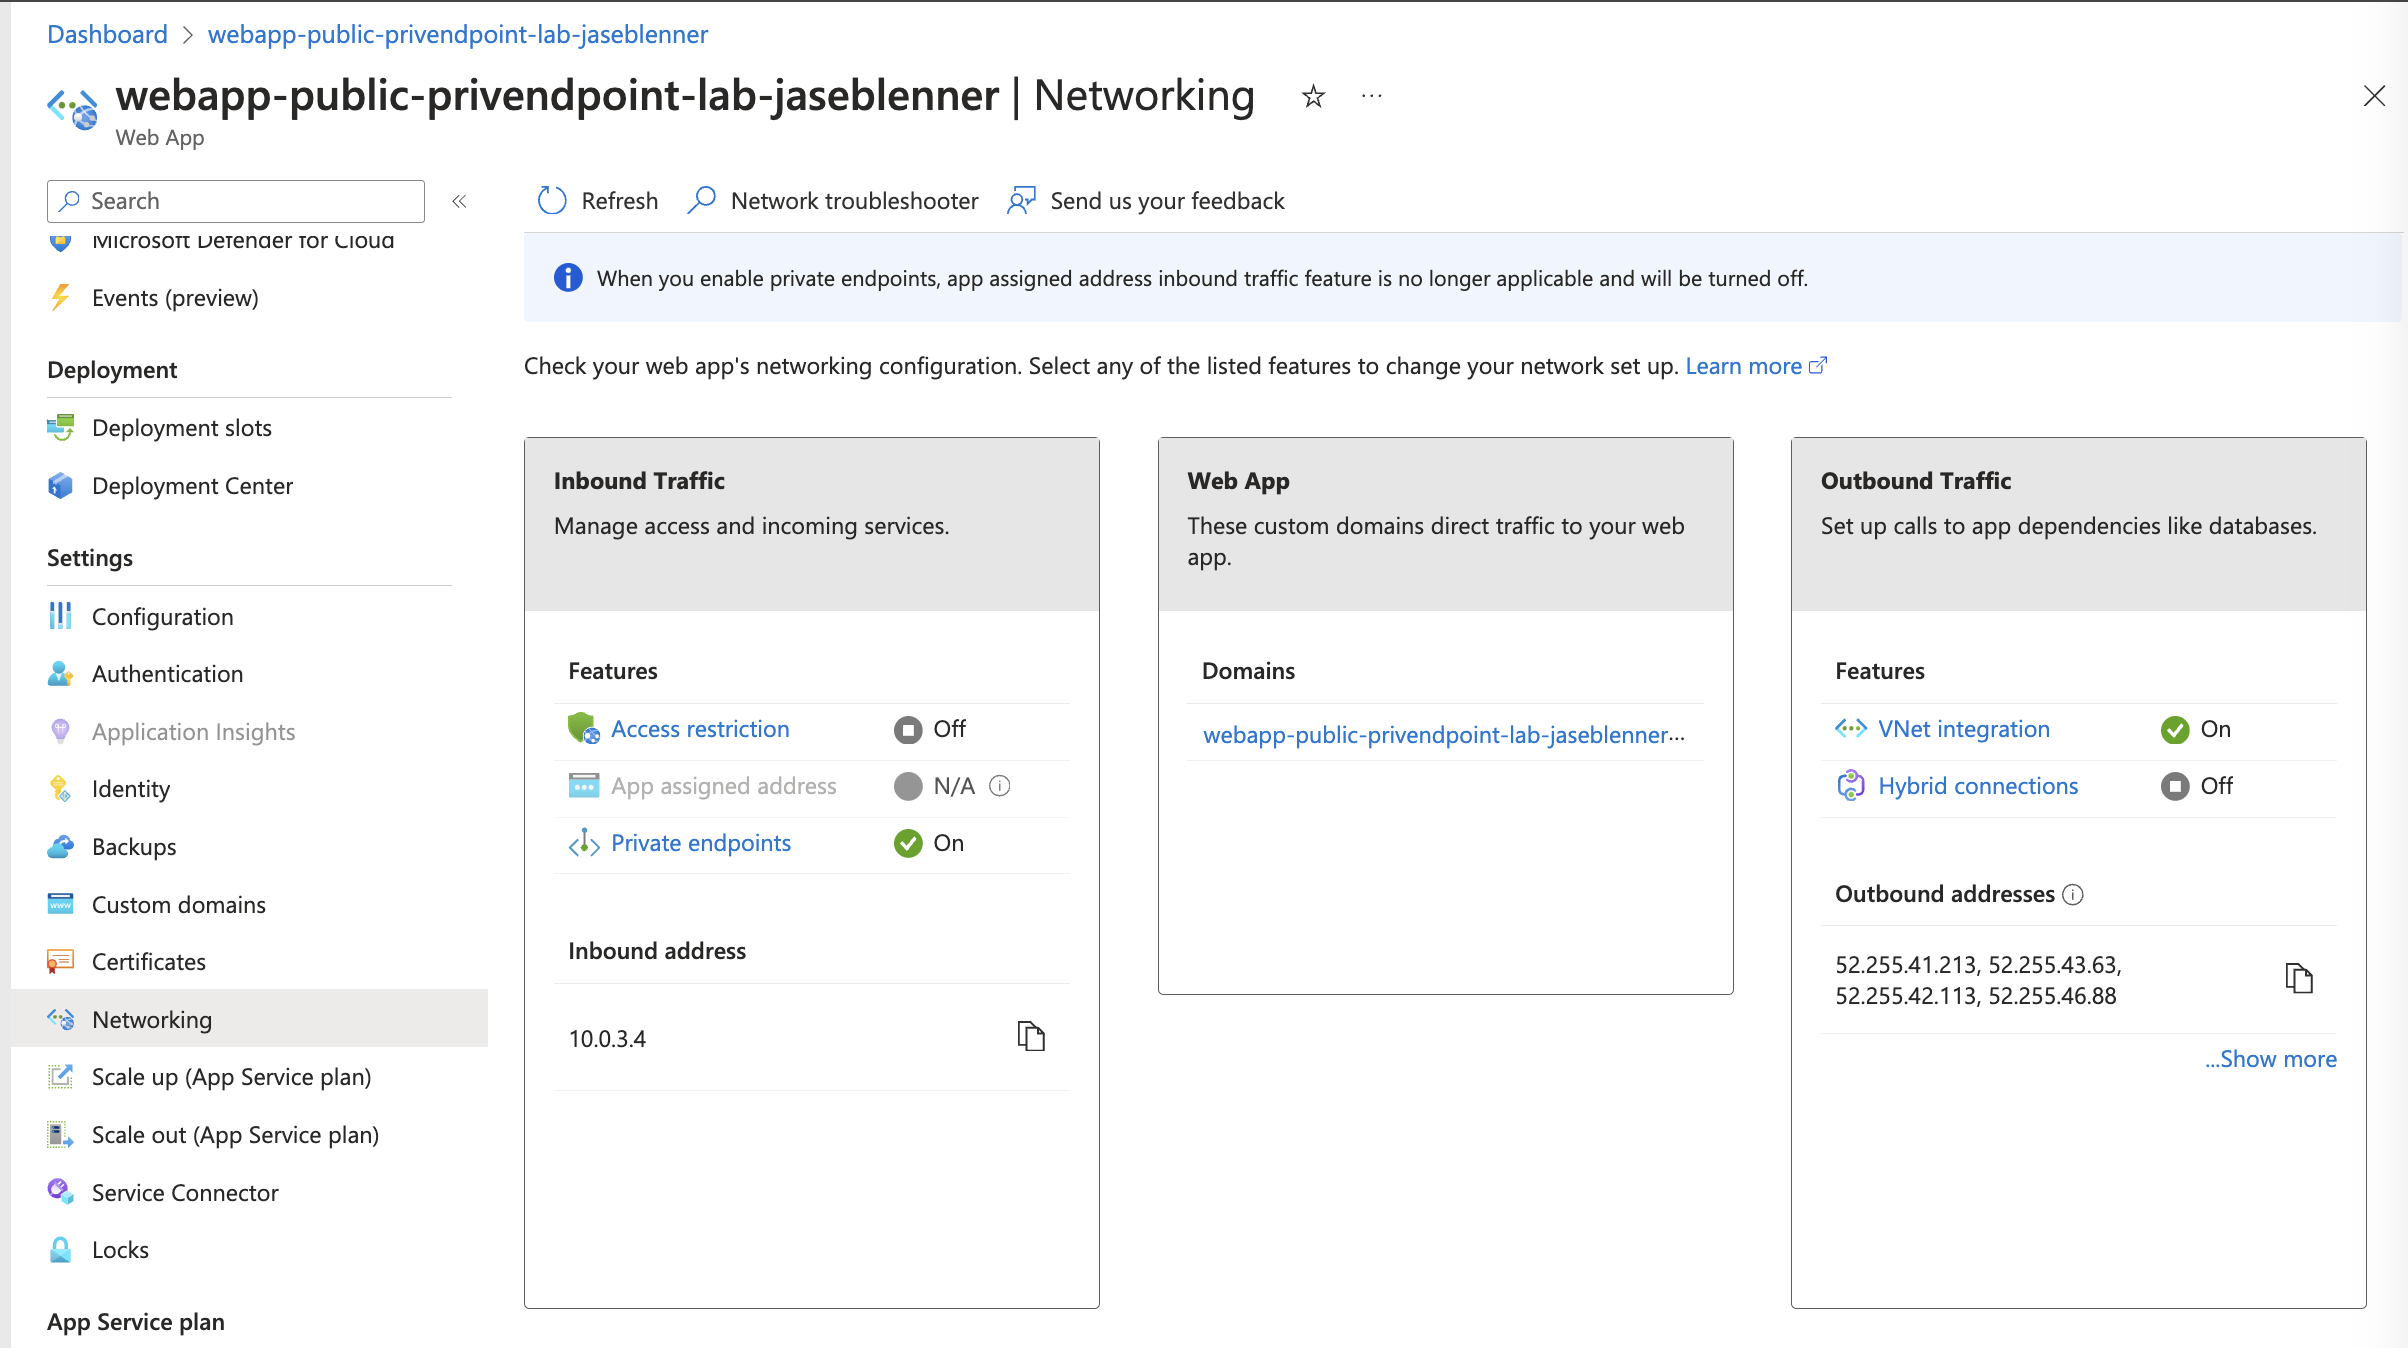 Dashboard > webapp-public-privendpoint-lab-jaseblenner
webapp-public-privendpoint-lab-jaseblenner | Networking
Web App
Search
Refresh
Network troubleshooter
Send us your feedback
Microsoft Defender for Cloud
Events (preview)
Deployment
Deployment slots
Deployment Center
Settings
Configuration
Authentication
Application Insights
Identity
Backups
Custom domains
Certificates
Networking
Scale up (App Service plan)
Scale out (App Service plan)
Service Connector
Locks
App Service plan
When you enable private endpoints, app assigned address inbound traffic feature is no longer applicable and will be turned off.
Check your web app's networking configuration. Select any of the listed features to change your network set up. Learn more
Inbound Traffic
Manage access and incoming services.
Features
Access restriction Off
App assigned address N/A
Private endpoints On
Inbound address
10.0.3.4
Web App
These custom domains direct traffic to your web
app.
Domains
webapp-public-privendpoint-lab-jaseblenner...
Outbound Traffic
Set up calls to app dependencies like databases.
Features
VNet integration On
Hybrid connections Off
Outbound addresses
52.255.41.213, 52.255.43.63,
52.255.42.113, 52.255.46.88
...Show more